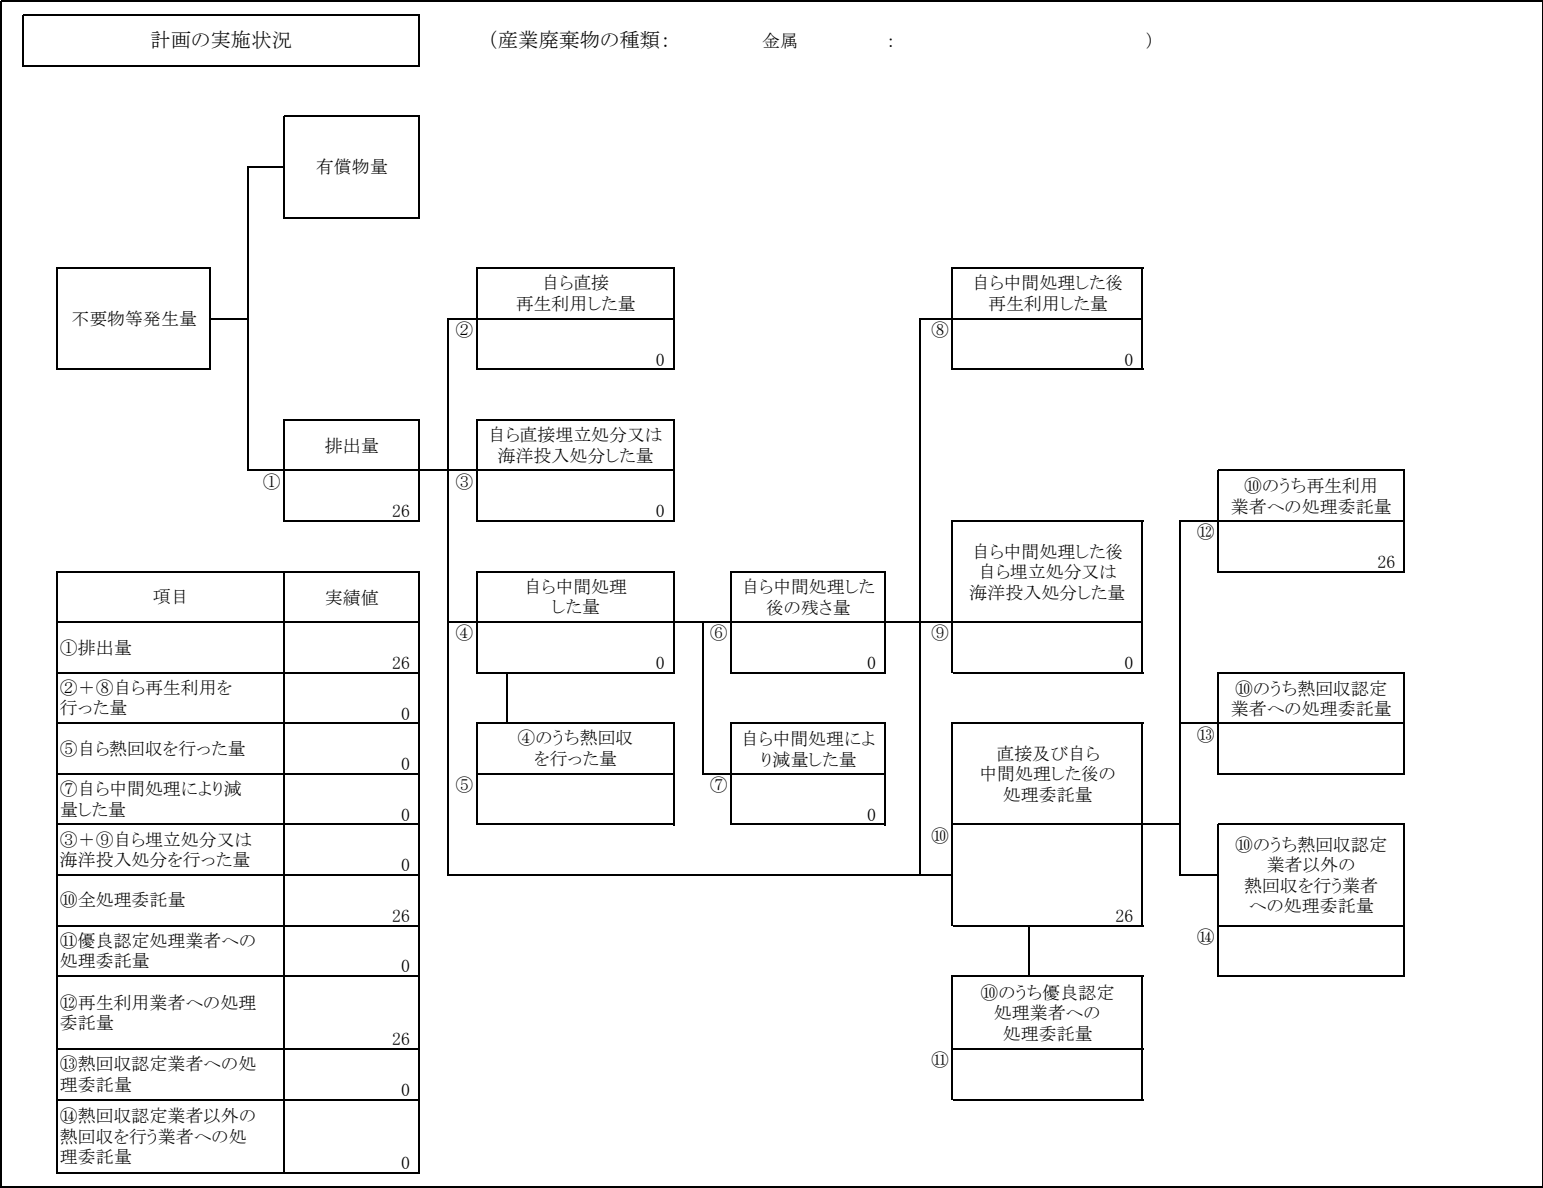 計画の実施状況
（産業廃棄物の種類： 金属 ： ）
有償物量
不要物等発生量
自ら直接
再生利用した量
②
0
自ら中間処理した後
再生利用した量
⑧
0
排出量
①
26
自ら直接埋立処分又は
海洋投入処分した量
③
0
⑩のうち再生利用
業者への処理委託量
⑫
26
自ら中間処理した後
自ら埋立処分又は
海洋投入処分した量
⑨
0
自ら中間処理
した量
④
0
自ら中間処理した
後の残さ量
⑥
0
⑩のうち熱回収認定
業者への処理委託量
⑬
④のうち熱回収
を行った量
⑤
自ら中間処理によ
り減量した量
⑦
0
直接及び自ら
中間処理した後の
処理委託量
⑩
26
⑩のうち熱回収認定
業者以外の
熱回収を行う業者
への処理委託量
⑭
⑩のうち優良認定
処理業者への
処理委託量
⑪
項目 実績値
①排出量
26
②＋⑧自ら再生利用を
行った量
0
⑤自ら熱回収を行った量
0
⑦自ら中間処理により減
量した量
0
③＋⑨自ら埋立処分又は
海洋投入処分を行った量
0
⑩全処理委託量
26
⑪優良認定処理業者への
処理委託量
0
⑫再生利用業者への処理
委託量
26
⑬熱回収認定業者への処
理委託量
0
⑭熱回収認定業者以外の
熱回収を行う業者への処
理委託量
0